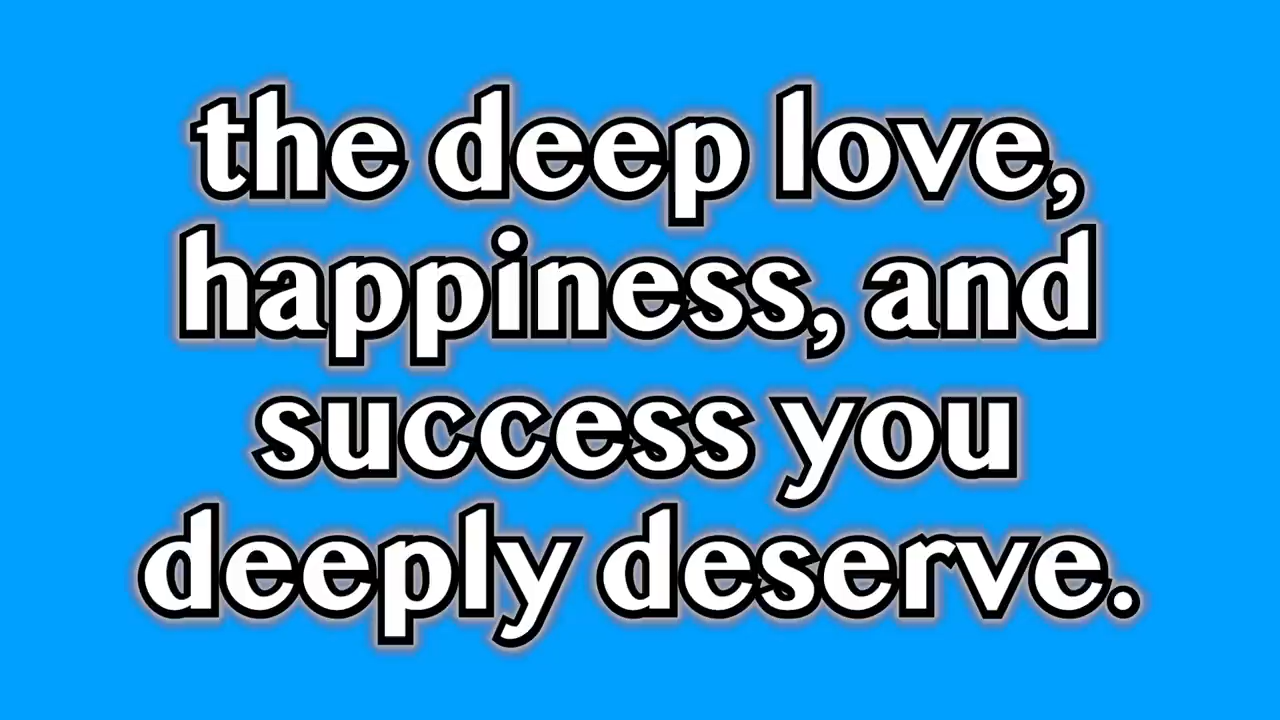 the deep love,
happiness, and
success you
deeply deserve.